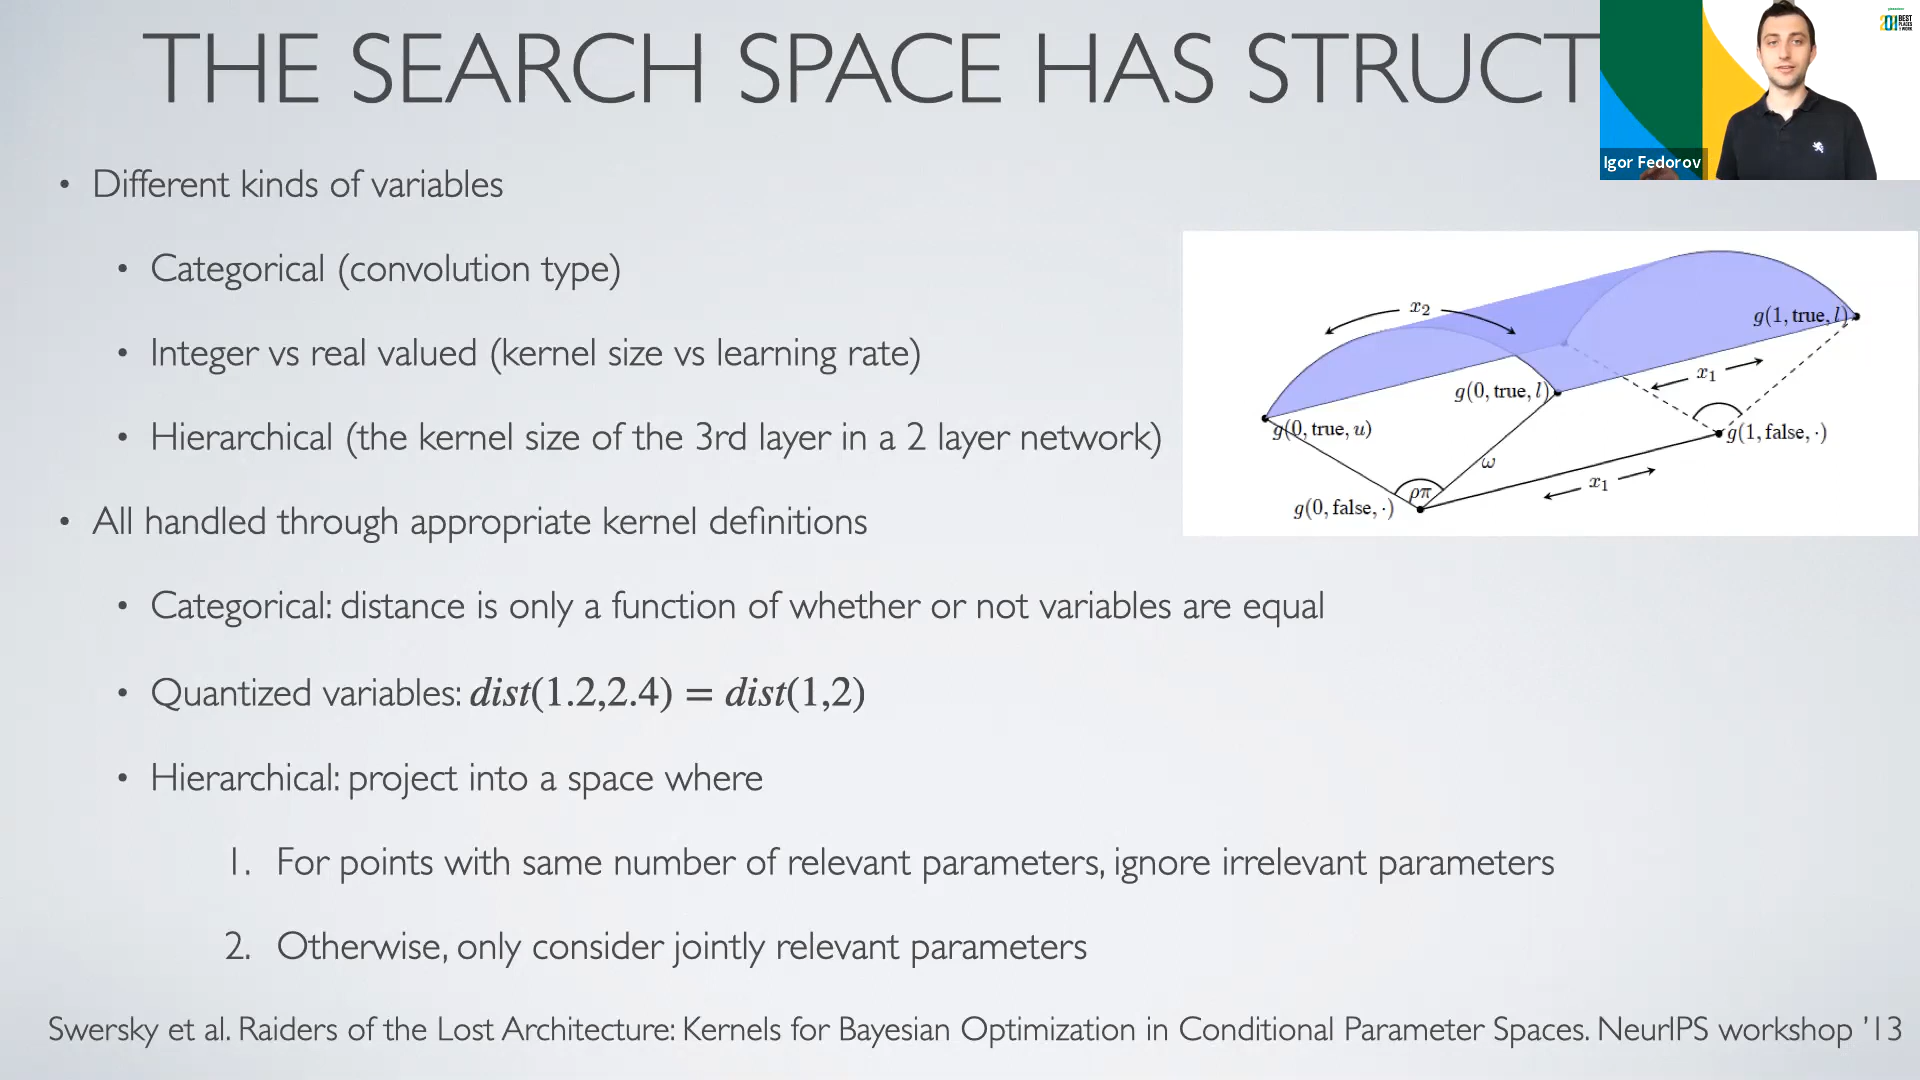 THE SEARCH SPACE HAS STRUCT
Igor Fedorov
• Different kinds of variables
• Categorical (convolution type)
• Integer vs real valued (kernel size vs learning rate)
• Hierarchical (the kernel size of the 3rd layer in a 2 layer network)
• All handled through appropriate kernel definitions
• Categorical: distance is only a function of whether or not variables are equal
• Quantized variables: dist(1.2,2.4) = dist(1,2)
• Hierarchical: project into a space where
1. For points with same number of relevant parameters, ignore irrelevant parameters
2. Otherwise, only consider jointly relevant parameters
x₂
g(1, true, l)
x₁
g(0, true, l)
g(0, true, u)
g(1, false, ·)
ω
x₁
ρπ
g(0, false, ·)
Swersky et al. Raiders of the Lost Architecture: Kernels for Bayesian Optimization in Conditional Parameter Spaces. NeurIPS workshop ’13